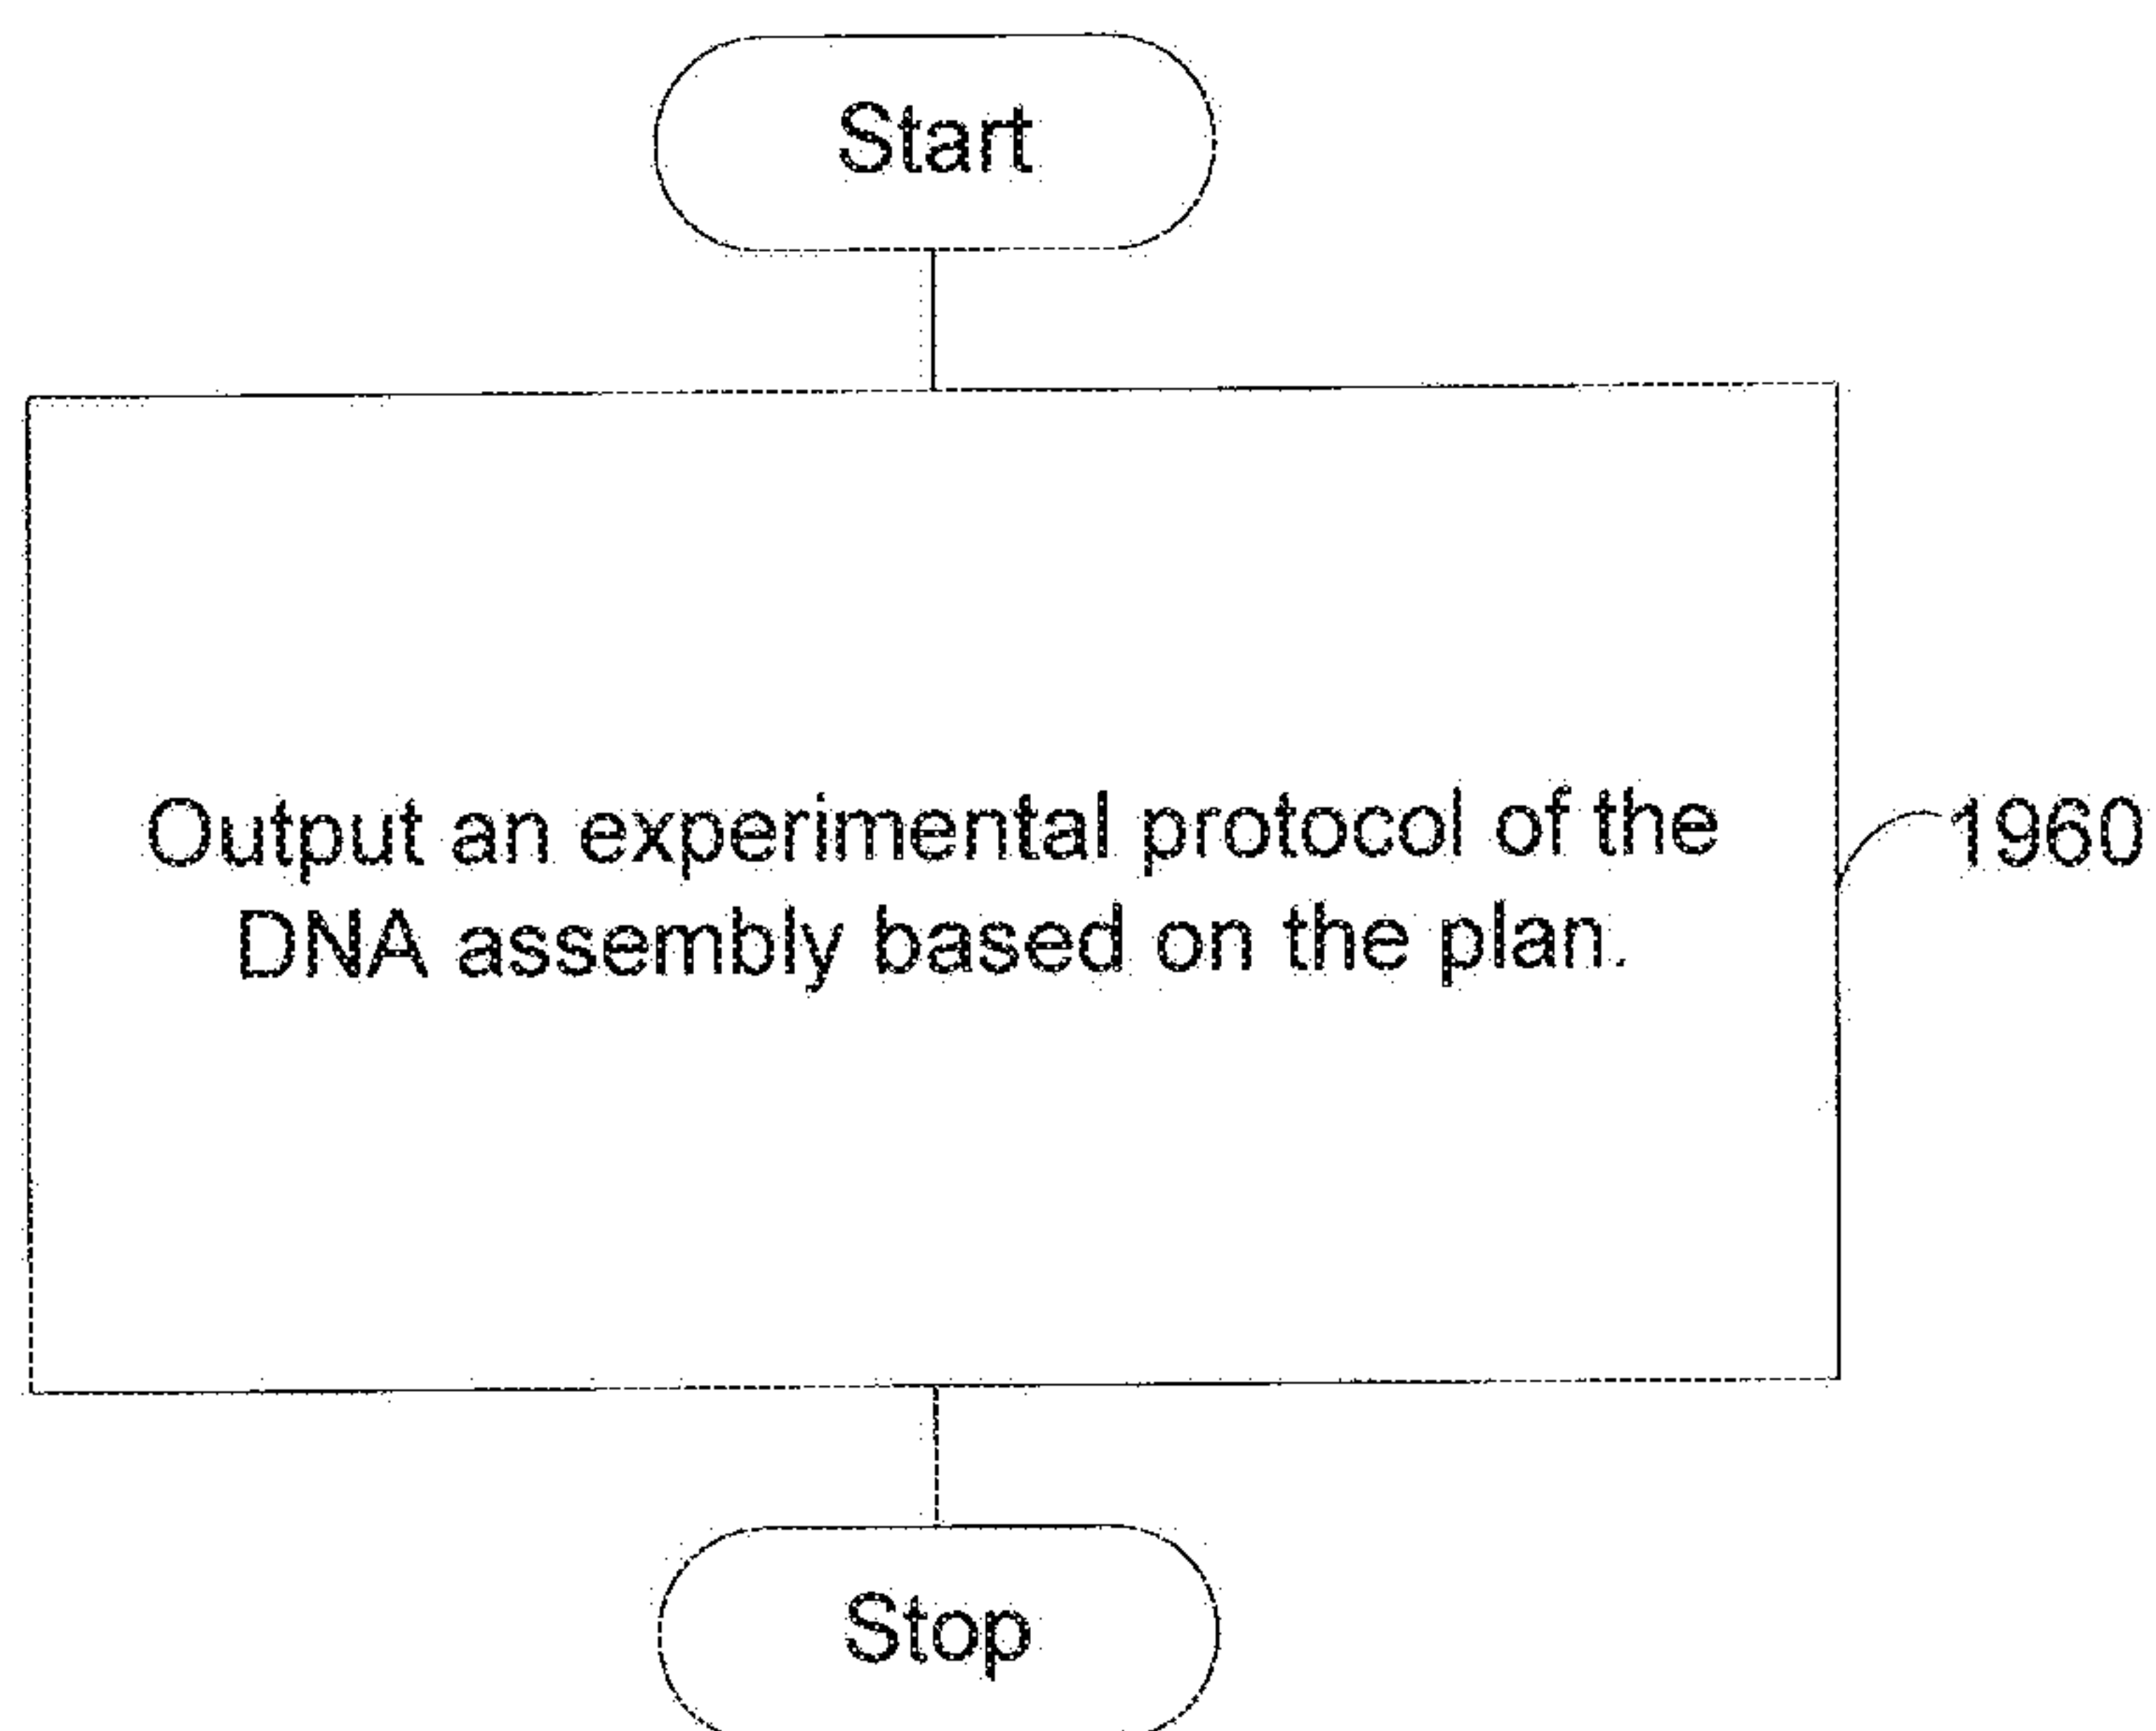 Start
Output an experimental protocol of the
DNA assembly based on the plan.
1960
Stop